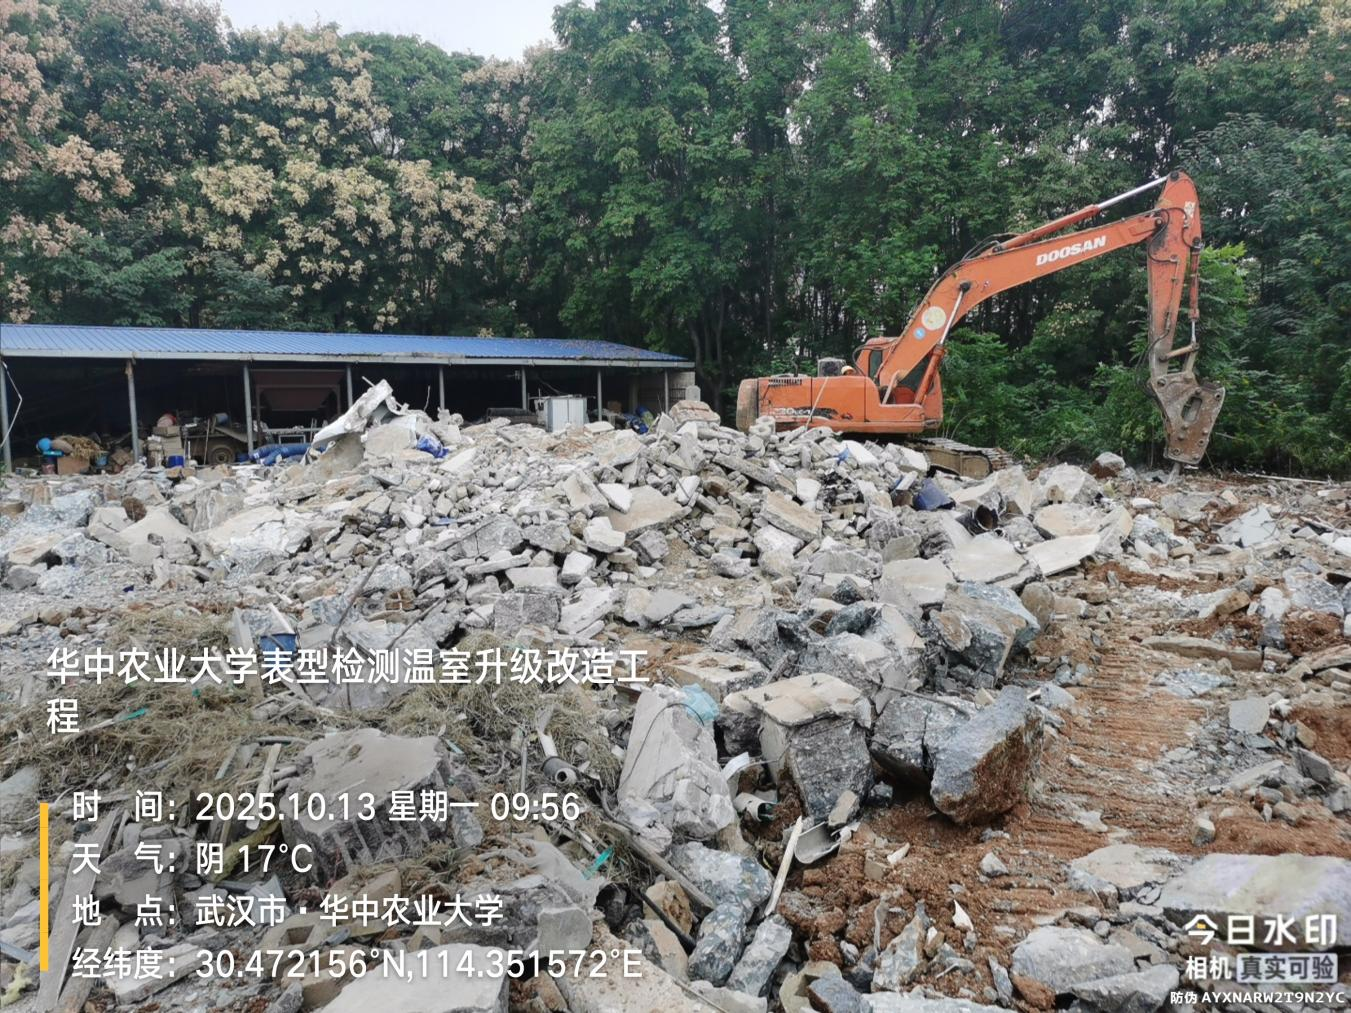 DOOSAN
华中农业大学表型检测温室升级改造工
程
时 间：2025.10.13 星期一 09:56
天 气：阴 17°C
地 点：武汉市·华中农业大学
经纬度：30.472156°N,114.351572°E
今日水印
相机 真实可验
防伪 AYXNARW2T9N2YC